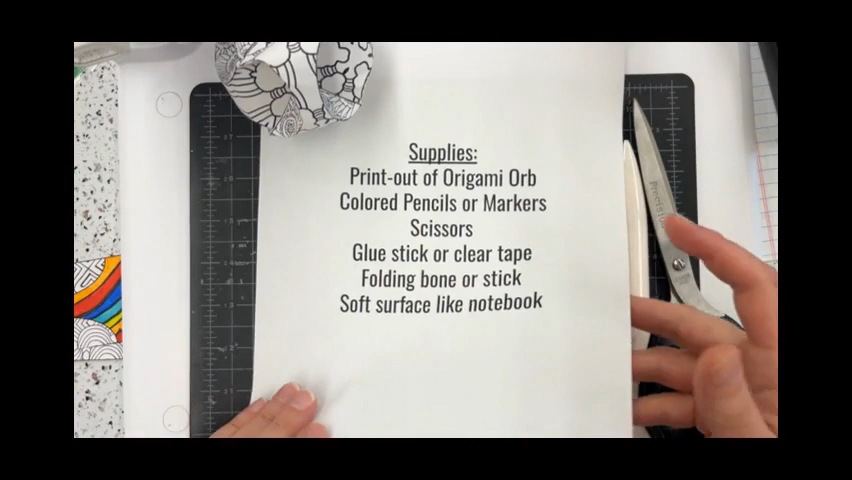 Supplies:
Print-out of Origami Orb
Colored Pencils or Markers
Scissors
Glue stick or clear tape
Folding bone or stick
Soft surface like notebook